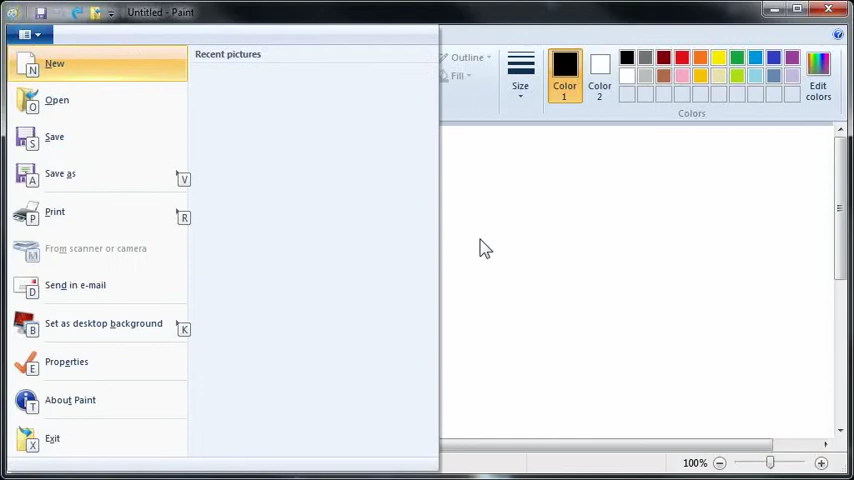 Untitled - Paint
Recent pictures
New
N
Open
O
Save
S
Save as
A
V
Print
P
R
From scanner or camera
M
Send in e-mail
D
Set as desktop background
B
K
Properties
E
About Paint
T
Exit
X
Outline
Fill
Size
Color
1
Color
2
Edit
colors
Colors
100%